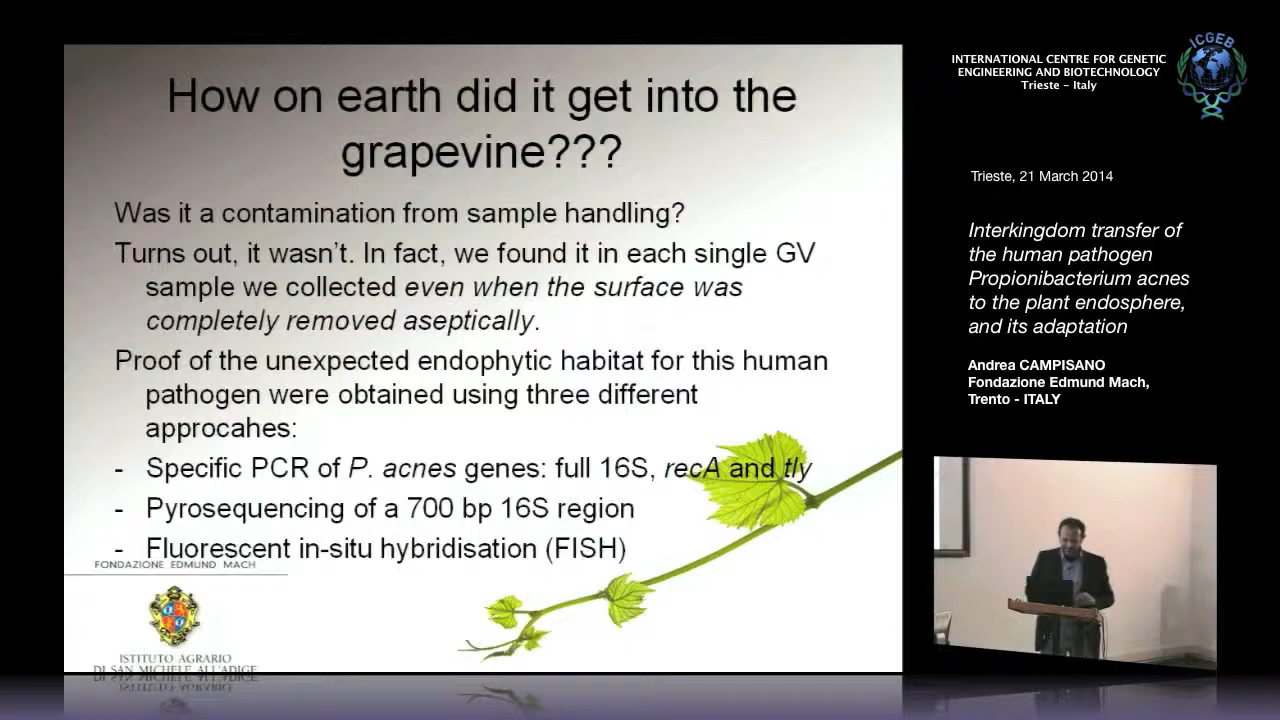 How on earth did it get into the
grapevine???
Was it a contamination from sample handling?
Turns out, it wasn't. In fact, we found it in each single GV
sample we collected even when the surface was
completely removed aseptically.
Proof of the unexpected endophytic habitat for this human
pathogen were obtained using three different
approcahes:
- Specific PCR of P. acnes genes: full 16S, recA and tly
- Pyrosequencing of a 700 bp 16S region
- Fluorescent in-situ hybridisation (FISH)
FONDAZIONE EDMUND MACH
ISTITUTO AGRARIO
DI SAN MICHELE ALL'ADIGE
INTERNATIONAL CENTRE FOR GENETIC
ENGINEERING AND BIOTECHNOLOGY
Trieste - Italy
ICGEB
Trieste, 21 March 2014
Interkingdom transfer of
the human pathogen
Propionibacterium acnes
to the plant endosphere,
and its adaptation
Andrea CAMPISANO
Fondazione Edmund Mach,
Trento - ITALY